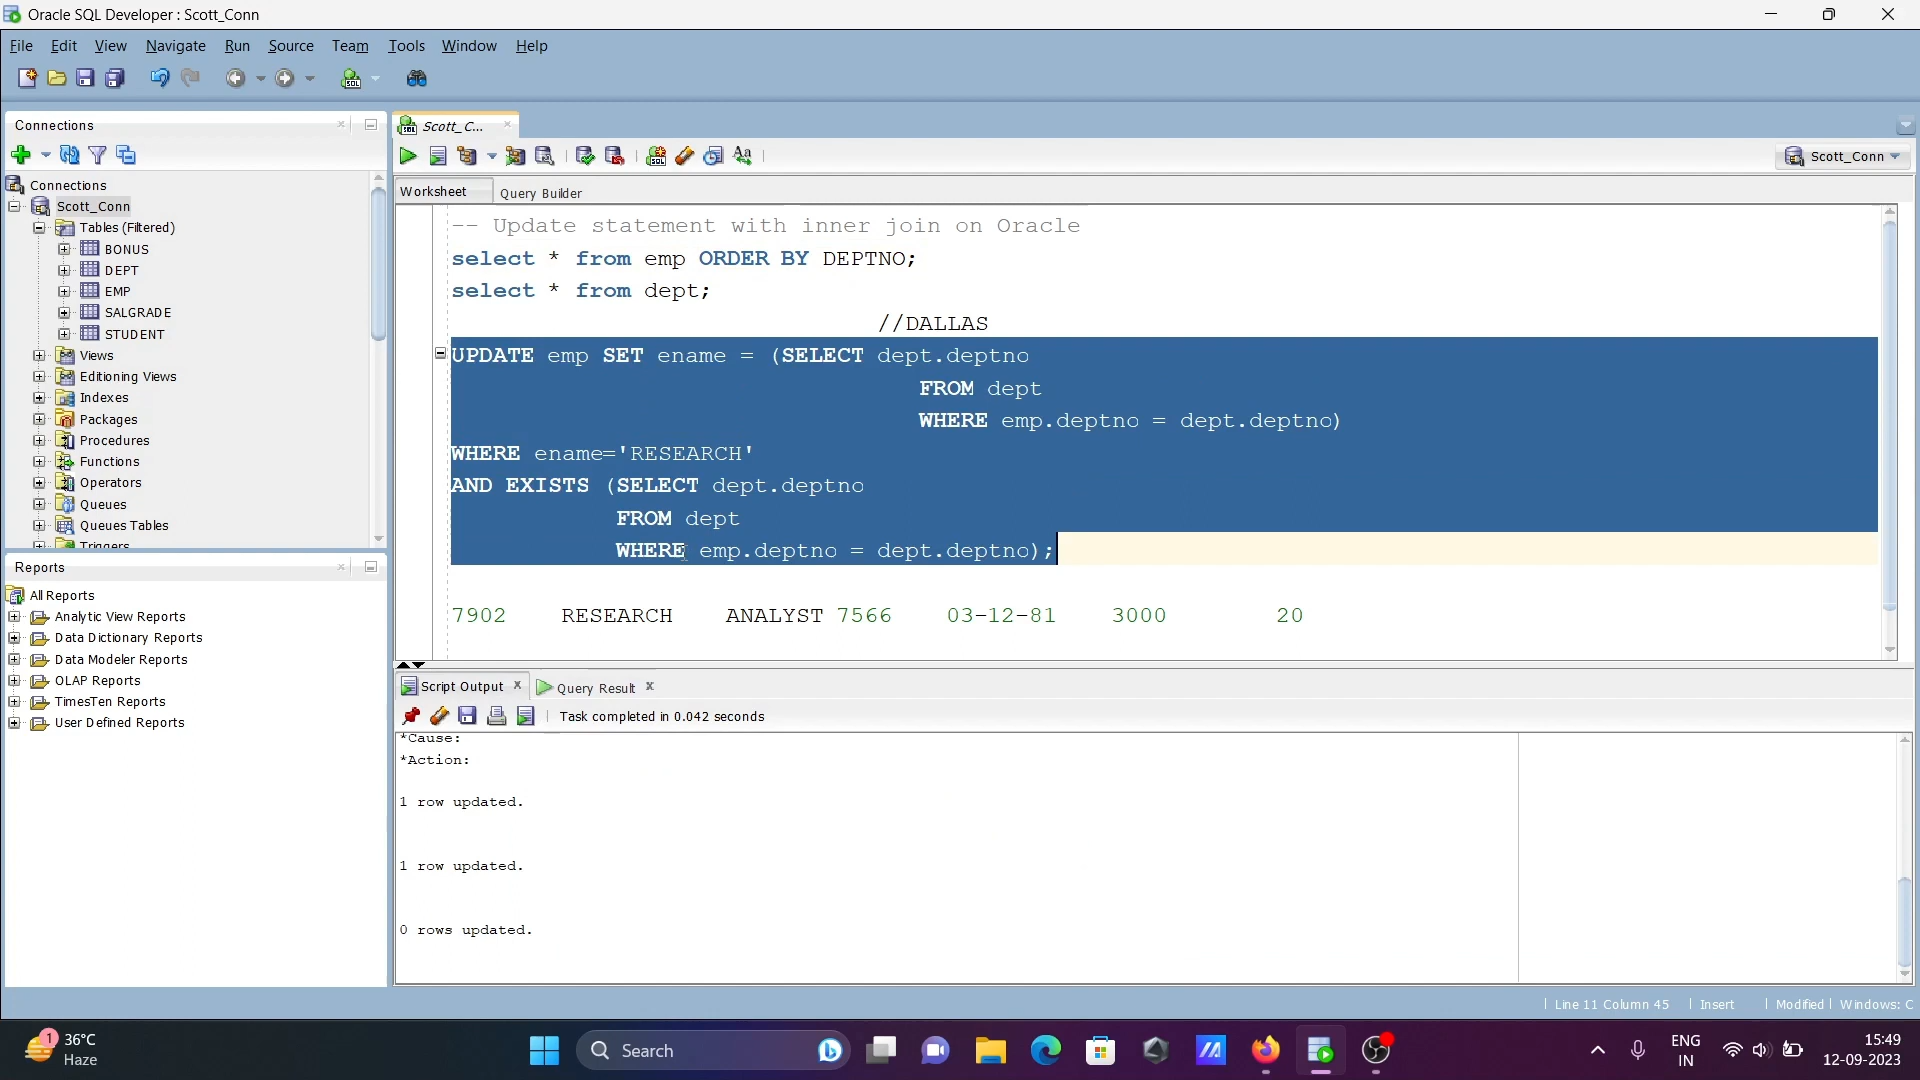 Oracle SQL Developer : Scott_Conn
File Edit View Navigate Run Source Team Tools Window Help
Connections
Connections
Scott_Conn
Tables (Filtered)
BONUS
DEPT
EMP
SALGRADE
STUDENT
Views
Editioning Views
Indexes
Packages
Procedures
Functions
Operators
Queues
Queues Tables
Triggers
Reports
All Reports
Analytic View Reports
Data Dictionary Reports
Data Modeler Reports
OLAP Reports
TimesTen Reports
User Defined Reports
Scott_C...
Scott_Conn
Worksheet Query Builder
-- Update statement with inner join on Oracle
select * from emp ORDER BY DEPTNO;
select * from dept;
//DALLAS
UPDATE emp SET ename = (SELECT dept.deptno
FROM dept
WHERE emp.deptno = dept.deptno)
WHERE ename='RESEARCH'
AND EXISTS (SELECT dept.deptno
FROM dept
WHERE emp.deptno = dept.deptno);
7902 RESEARCH ANALYST 7566 03-12-81 3000 20
Script Output Query Result
Task completed in 0.042 seconds
*Cause:
*Action:
1 row updated.
1 row updated.
0 rows updated.
Line 11 Column 45 Insert Modified Windows: C
1 36°C
Haze
Search
ENG
IN
15:49
12-09-2023